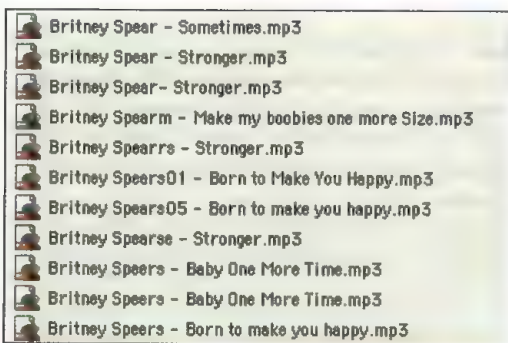 Britney Spear - Sometimes.mp3
Britney Spear - Stronger.mp3
Britney Spear- Stronger.mp3
Britney Spearm - Make my boobies one more Size.mp3
Britney Spearrs - Stronger.mp3
Britney Spears01 - Born to Make You Happy.mp3
Britney Spears05 - Born to make you happy.mp3
Britney Spearse - Stronger.mp3
Britney Speers - Baby One More Time.mp3
Britney Speers - Baby One More Time.mp3
Britney Speers - Born to make you happy.mp3